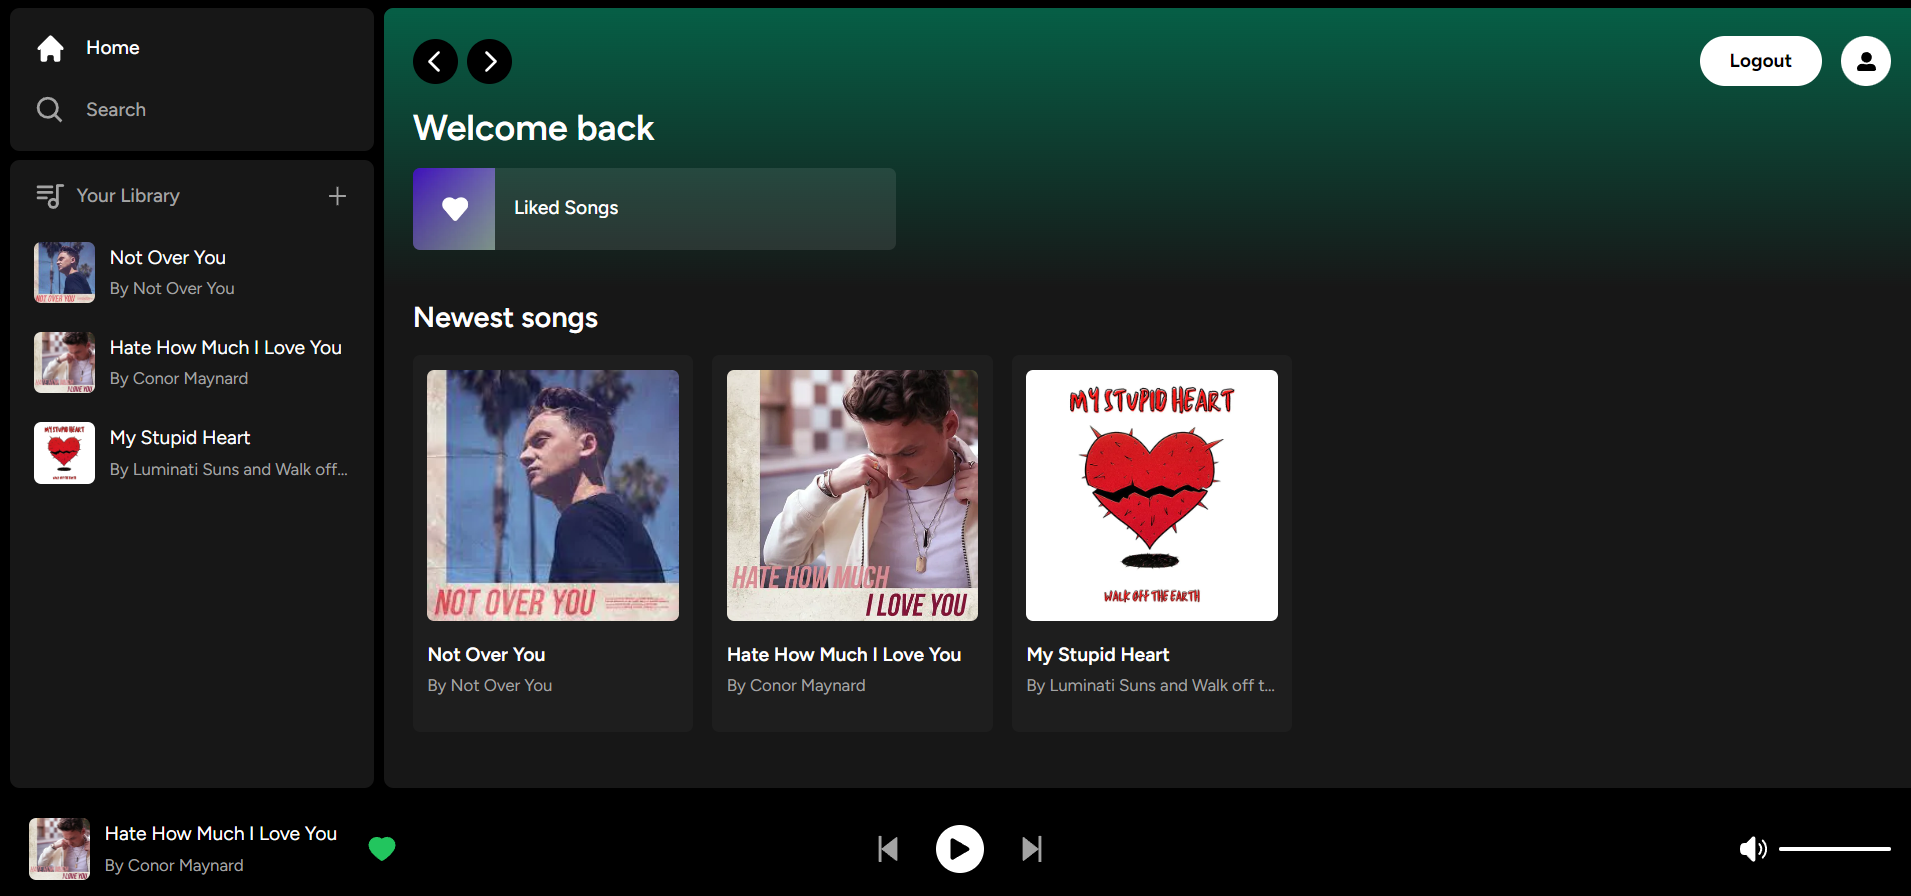 Home
Search
Your Library
Not Over You
By Not Over You
Hate How Much I Love You
By Conor Maynard
My Stupid Heart
By Luminati Suns and Walk off...
Logout
Welcome back
Liked Songs
Newest songs
NOT OVER YOU
Not Over You
By Not Over You
HATE HOW MUCH
I LOVE YOU
Hate How Much I Love You
By Conor Maynard
MY STUPID HEART
WALK OFF THE EARTH
My Stupid Heart
By Luminati Suns and Walk off t...
Hate How Much I Love You
By Conor Maynard